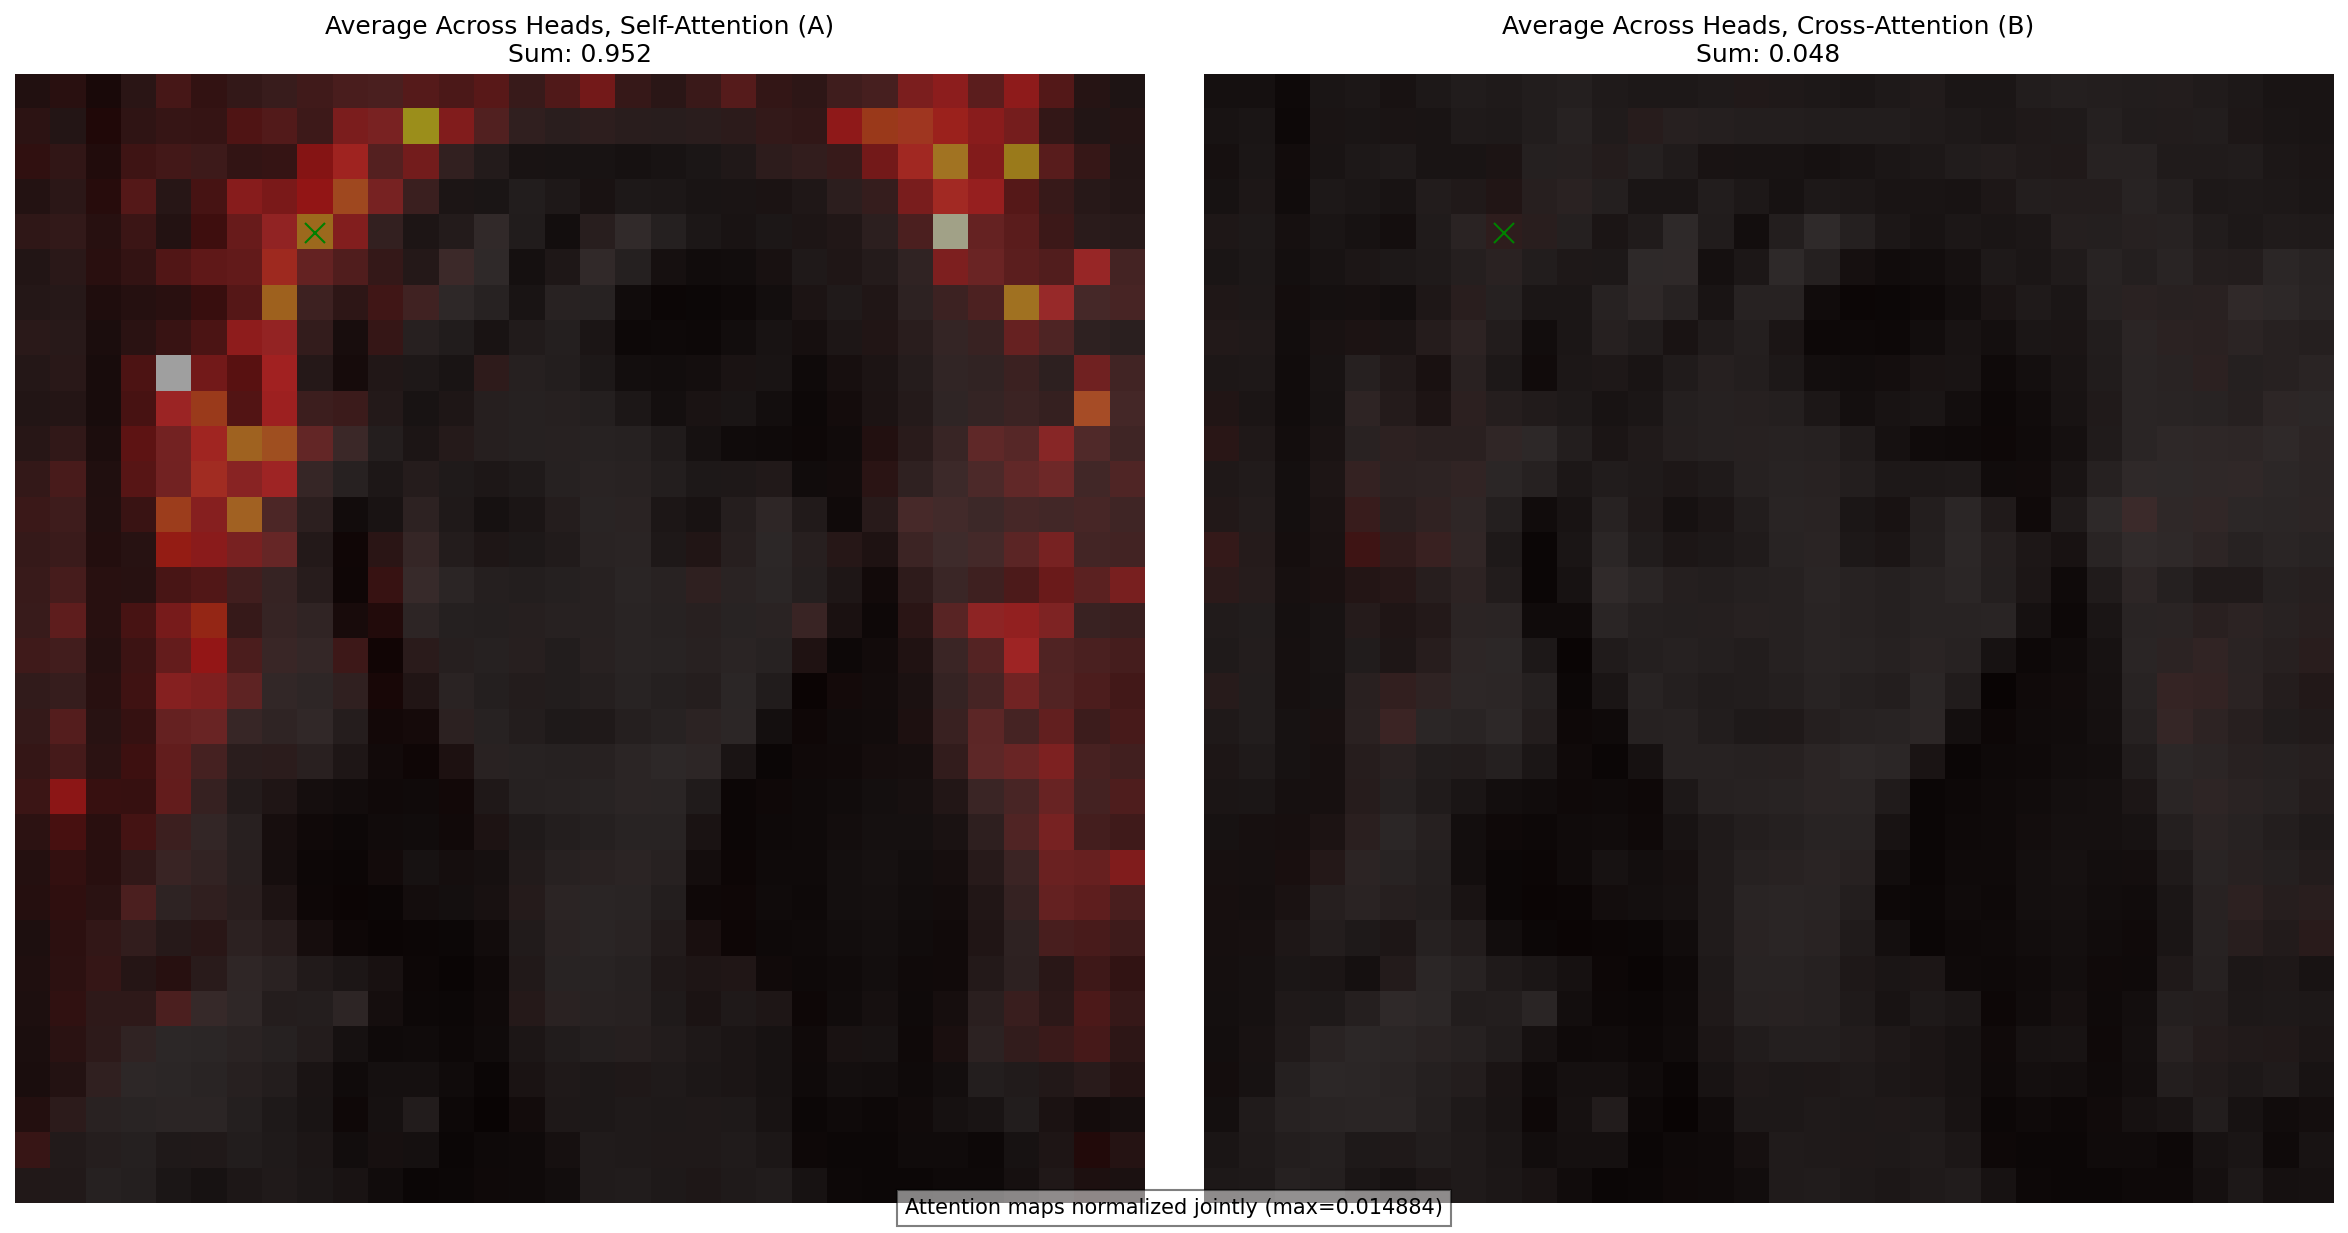 Average Across Heads, Self-Attention (A)
Sum: 0.952
Average Across Heads, Cross-Attention (B)
Sum: 0.048
Attention maps normalized jointly (max=0.014884)